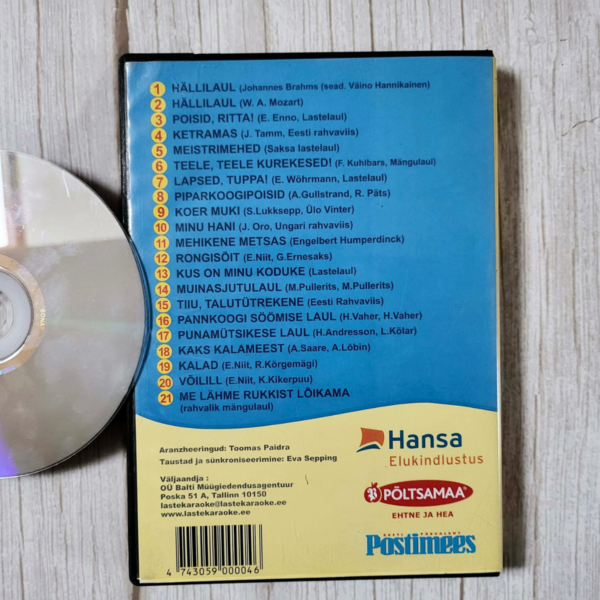 1 HÄLLILAUL (Johannes Brahms (sead. Väino Hannikainen)
2 HÄLLILAUL (W. A. Mozart)
3 POISID, RITTA! (E. Enno, Lastelaul)
4 KETRAMAS (J. Tamm, Eesti rahvaviis)
5 MEISTRIMEHED (Saksa lastelaul)
6 TEELE, TEELE KUREKESED! (F. Kuhlbars, Mängulaul)
7 LAPSED, TUPPA! (E. Wöhrmann, Lastelaul)
8 PIPARKOOGIPOISID (A.Gullstrand, R. Päts)
9 KOER MUKI (S.Lukksepp, Ülo Vinter)
10 MINU HANI (J. Oro, Ungari rahvaviis)
11 MEHIKENE METSAS (Engelbert Humperdinck)
12 RONGISÕIT (E.Niit, G.Ernesaks)
13 KUS ON MINU KODUKE (Lastelaul)
14 MUINASJUTULAUL (M.Pullerits, M.Pullerits)
15 TIIU, TALUTÜTREKENE (Eesti Rahvaviis)
16 PANNKOOGI SÖÖMISE LAUL (H.Vaher, H.Vaher)
17 PUNAMÜTSIKESE LAUL (H.Andresson, L.Kõlar)
18 KAKS KALAMEEST (A.Saare, A.Lõbin)
19 KALAD (E.Niit, R.Kõrgemägi)
20 VÕILILL (E.Niit, K.Kikerpuu)
21 ME LÄHME RUKKIST LÕIKAMA
(rahvalik mängulaul)
Aranzheeringud: Toomas Paidra
Taustad ja sünkroniseerimine: Eva Sepping
Väljaandja :
OÜ Balti Müügiedendusagentuur
Poska 51 A, Tallinn 10150
lastekaraoke@lastekaraoke.ee
www.lastekaraoke.ee
4 743059 000046
Hansa
Elukindlustus
PÕLTSAMAA
EHTNE JA HEA
Postimees